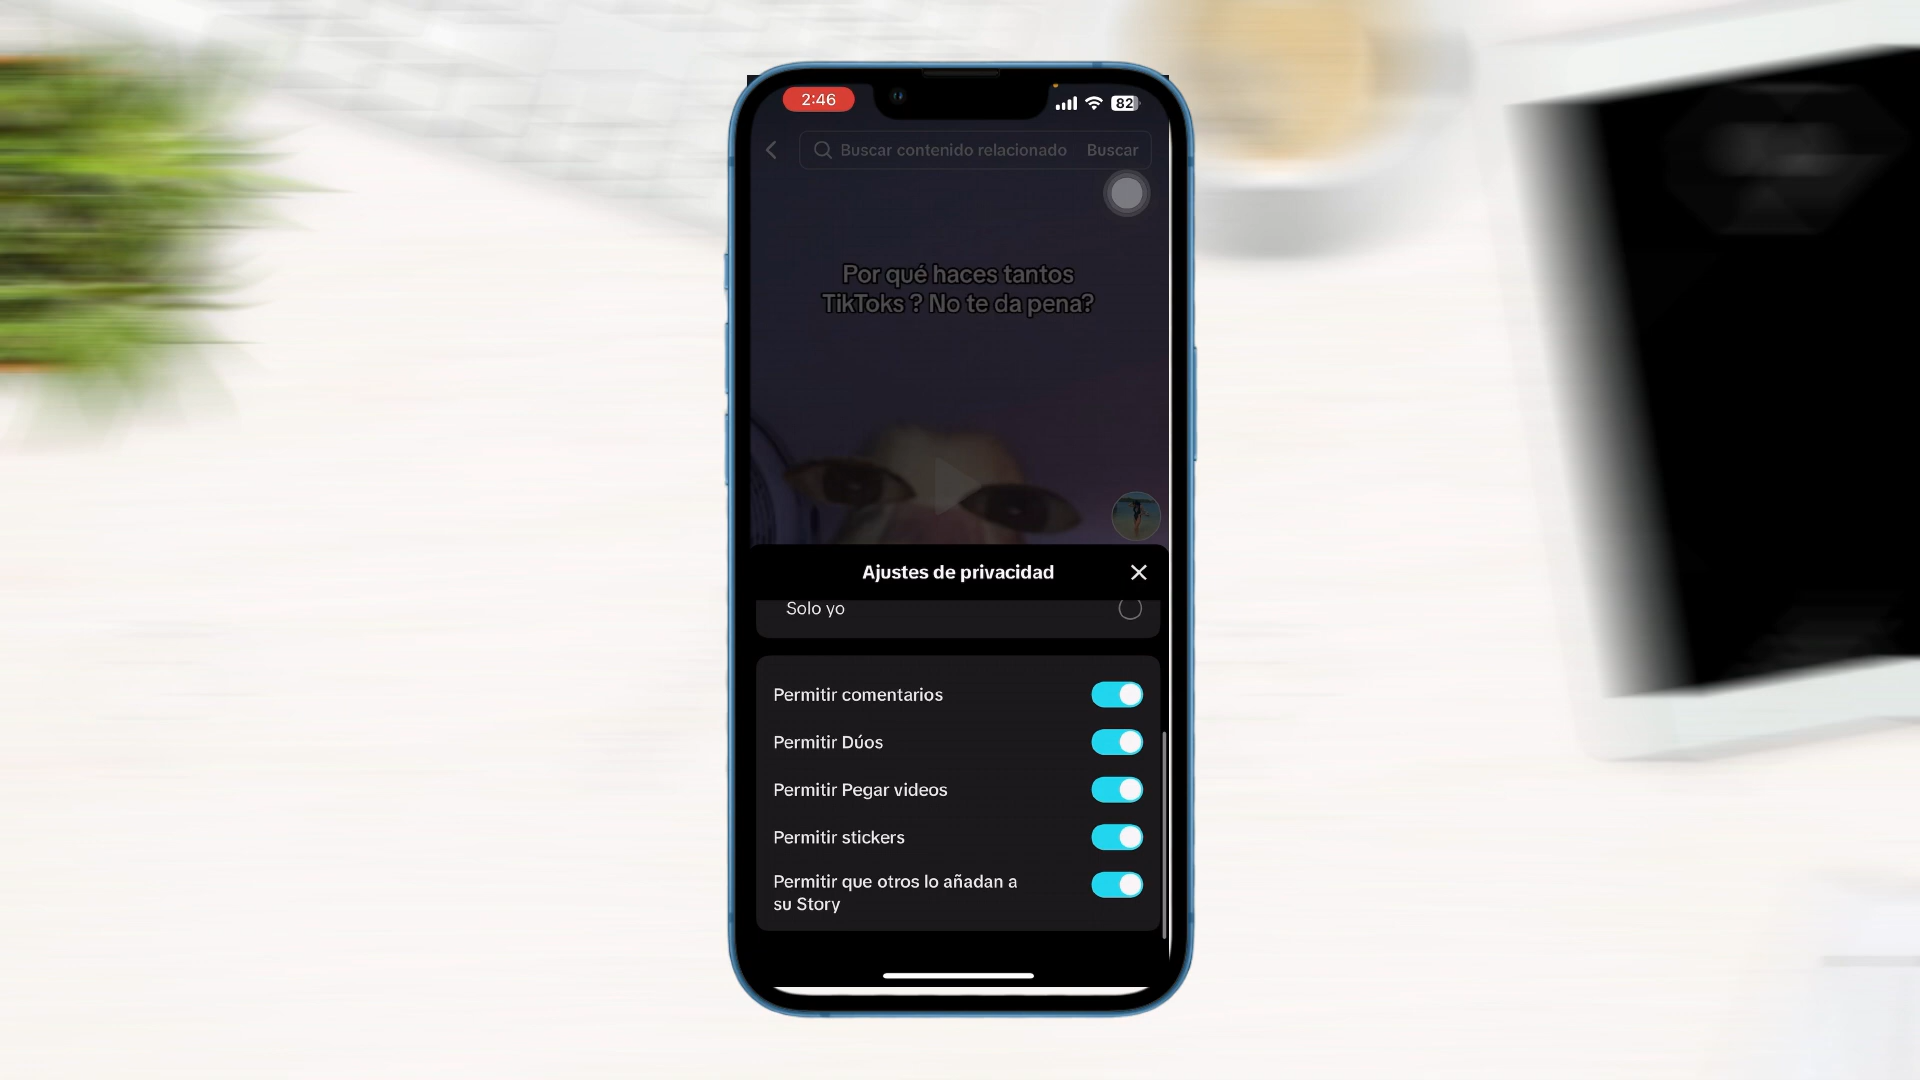 2:46
82
Buscar contenido relacionado Buscar
Por qué haces tantos
TikToks ? No te da pena?
Ajustes de privacidad
Solo yo
Permitir comentarios
Permitir Dúos
Permitir Pegar videos
Permitir stickers
Permitir que otros lo añadan a
su Story